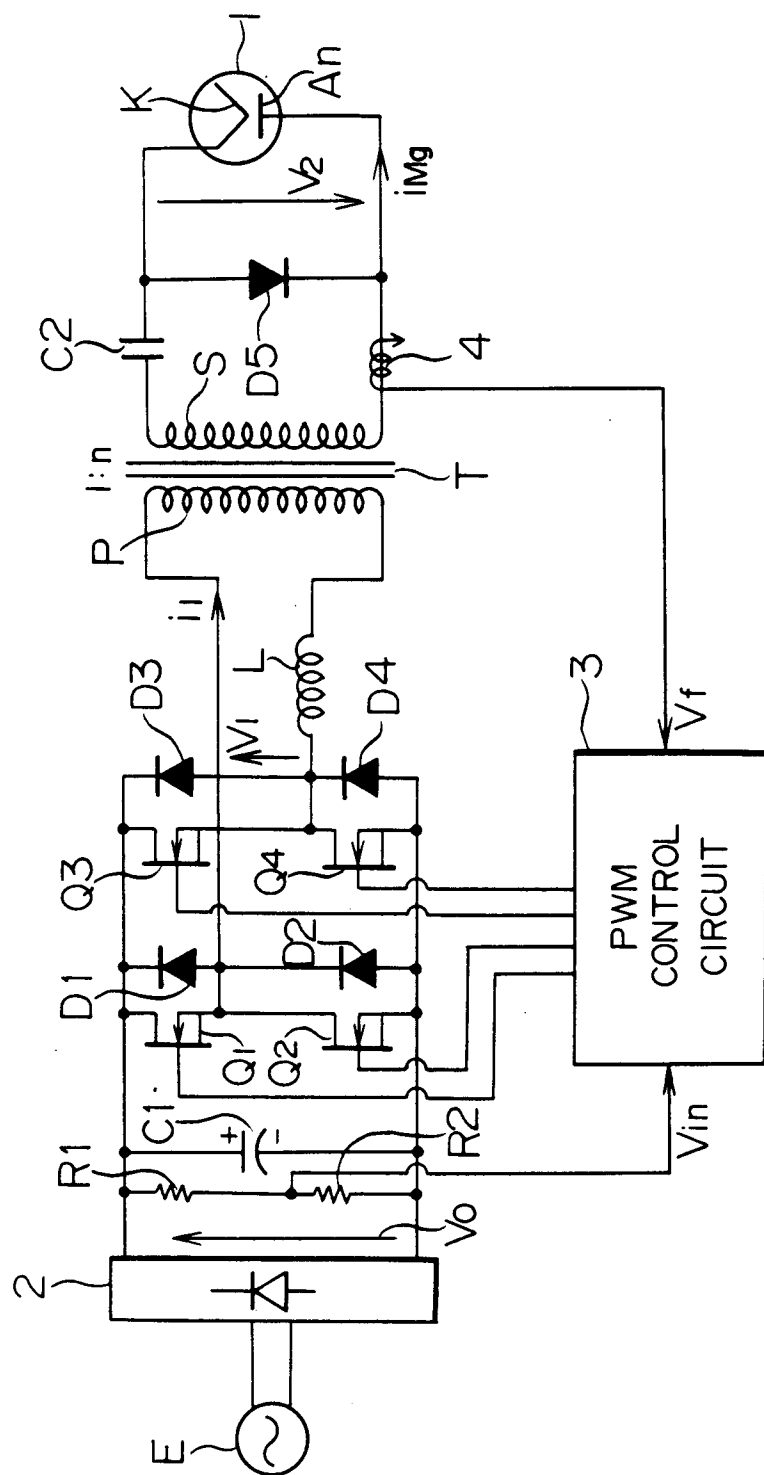 E
2
V0
R1
R2
C1
+
-
Vin
Q1
Q2
D1
D2
Q3
Q4
D3
D4
V1
L
i1
P
1:n
T
S
C2
D5
4
V2
iMg
K
An
1
Vf
3
PWM
CONTROL
CIRCUIT